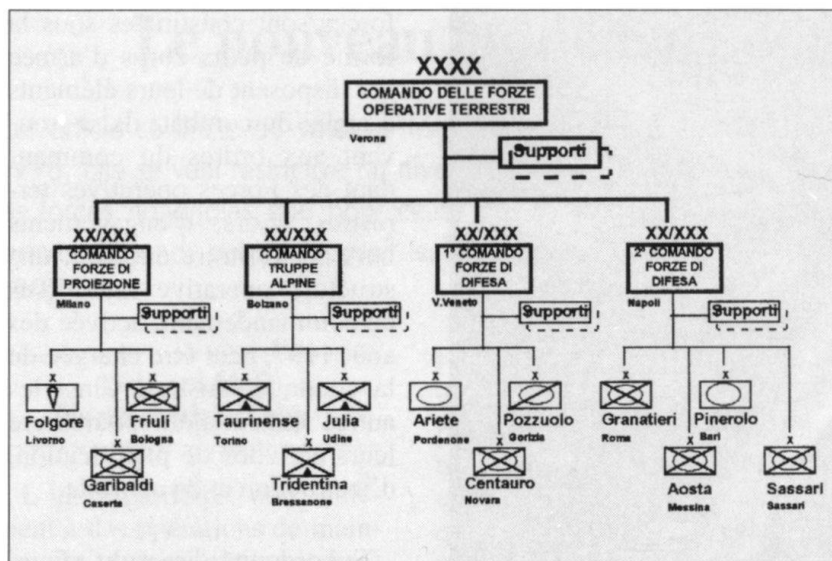 XXXX
COMANDO DELLE FORZE
OPERATIVE TERRESTRI
Verona
Supporti
XX/XXX
COMANDO
FORZE DI
PROIEZIONE
Milano
Supporti
XX/XXX
COMANDO
TRUPPE
ALPINE
Bolzano
Supporti
XX/XXX
1º COMANDO
FORZE DI
DIFESA
V.Veneto
Supporti
XX/XXX
2º COMANDO
FORZE DI
DIFESA
Napoli
Supporti
X
Folgore
Livorno
X
Friuli
Bologna
X
Garibaldi
Caserta
X
Taurinense
Torino
X
Julia
Udine
X
Tridentina
Bressanone
X
Ariete
Pordenone
X
Pozzuolo
Gorizia
X
Centauro
Novara
X
Granatieri
Roma
X
Pinerolo
Bari
X
Aosta
Messina
X
Sassari
Sassari